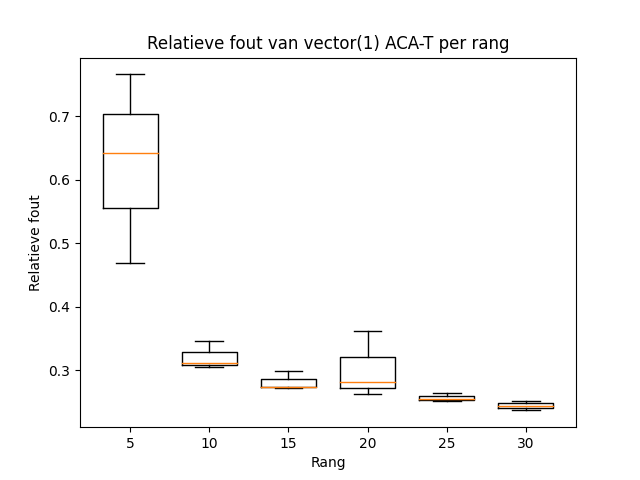 Relatieve fout van vector(1) ACA-T per rang
Relatieve fout
0.7
0.6
0.5
0.4
0.3
5 10 15 20 25 30
Rang